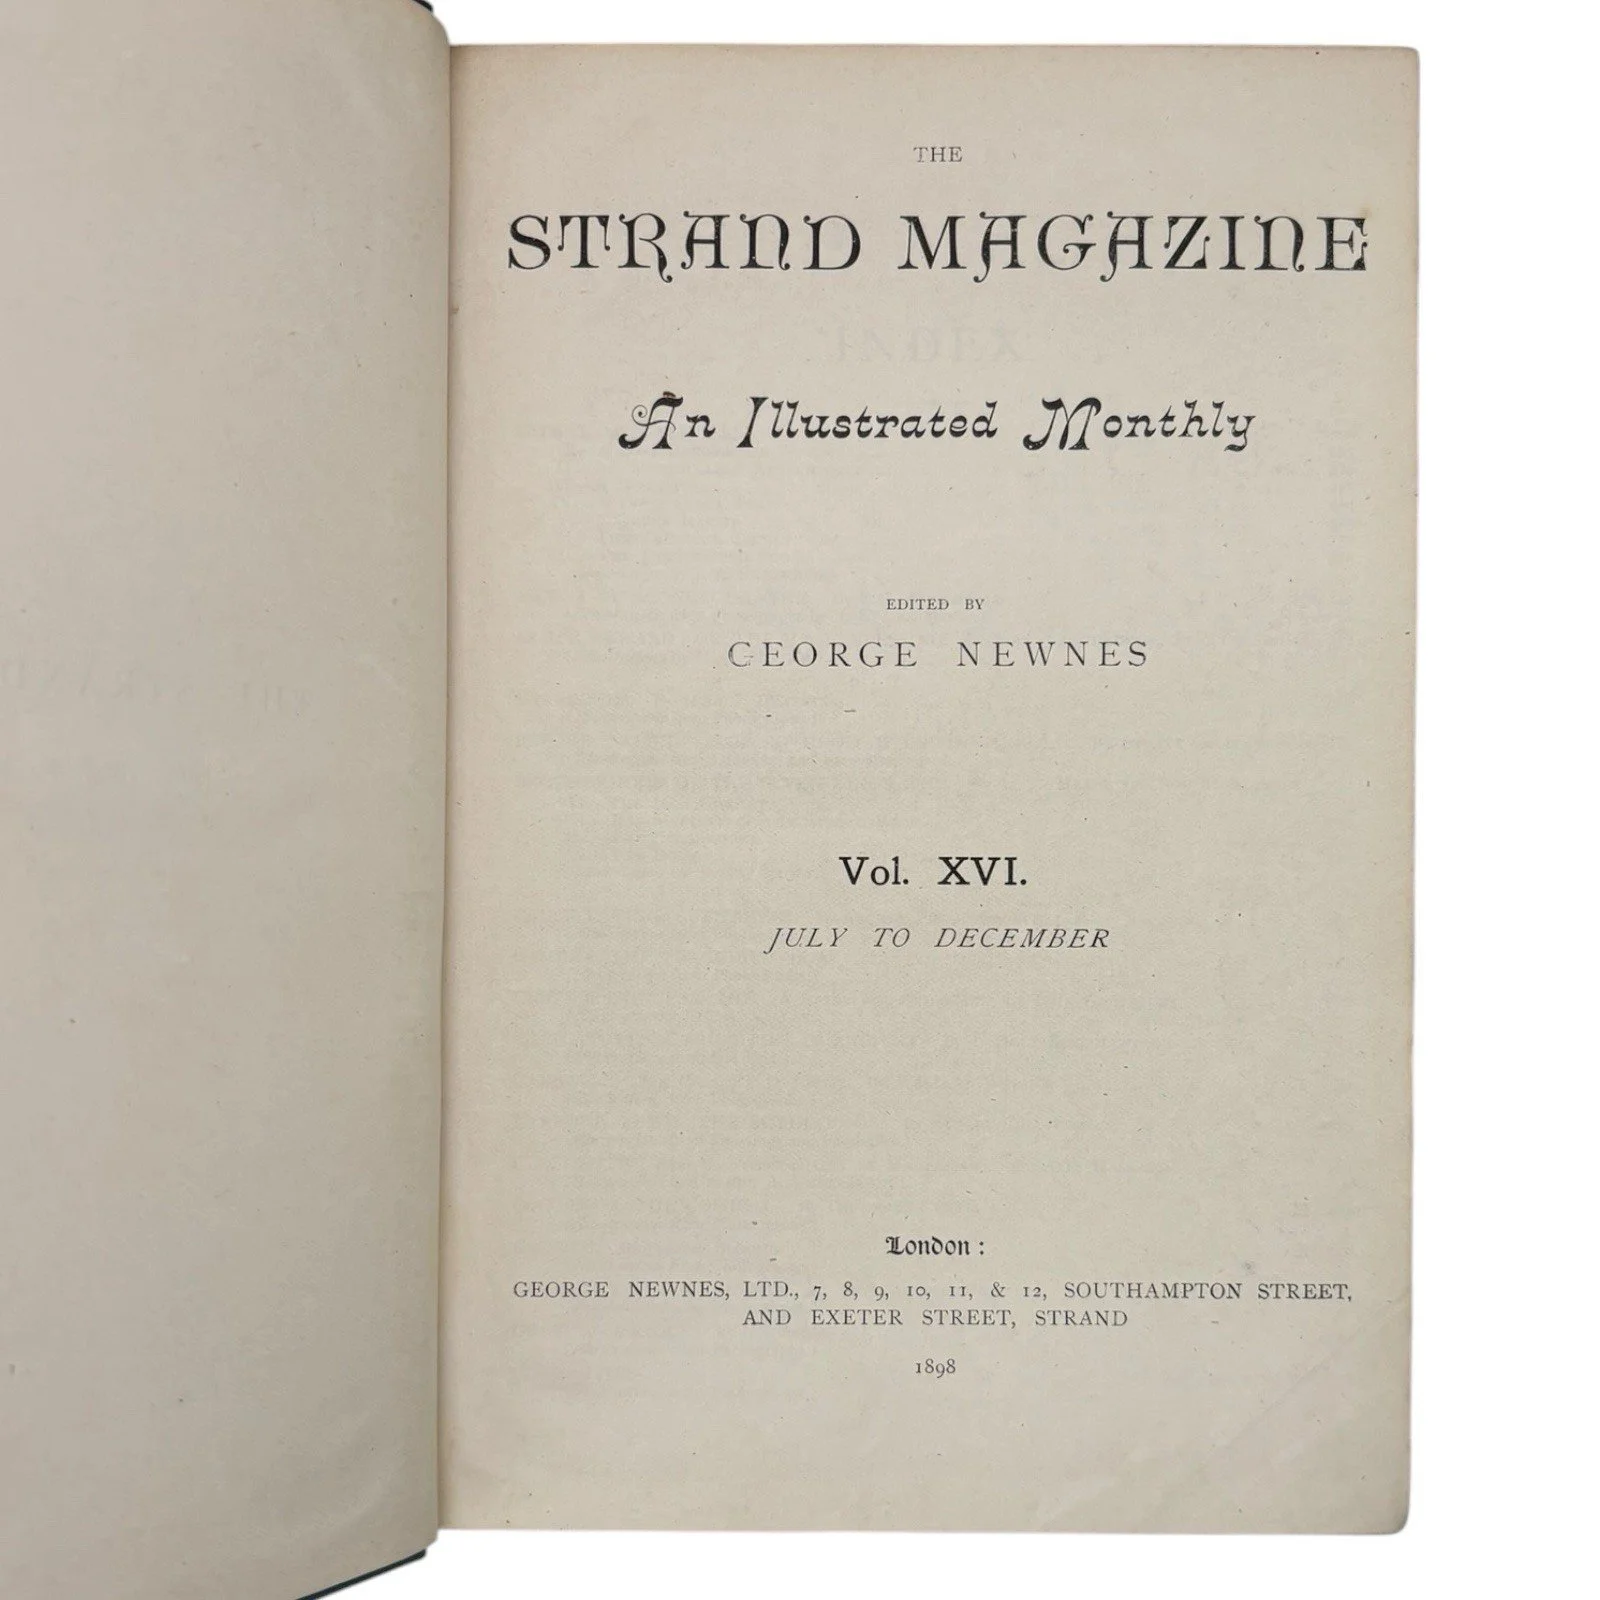 THE
STRAND MAGAZINE
INDEX
An Illustrated Monthly
EDITED BY
GEORGE NEWNES
Vol. XVI.
JULY TO DECEMBER
London:
GEORGE NEWNES, LTD., 7, 8, 9, 10, 11, & 12, SOUTHAMPTON STREET,
AND EXETER STREET, STRAND
1898